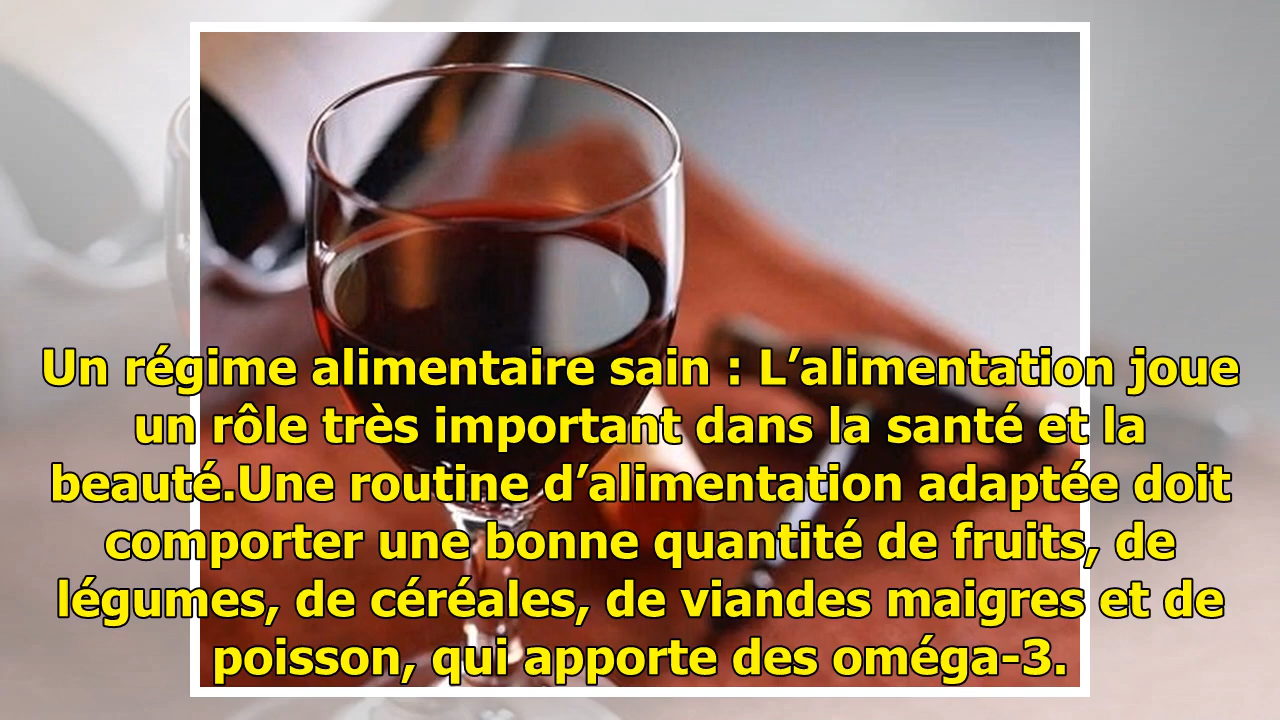 Un régime alimentaire sain : L’alimentation joue
un rôle très important dans la santé et la
beauté.Une routine d’alimentation adaptée doit
comporter une bonne quantité de fruits, de
légumes, de céréales, de viandes maigres et de
poisson, qui apporte des oméga-3.